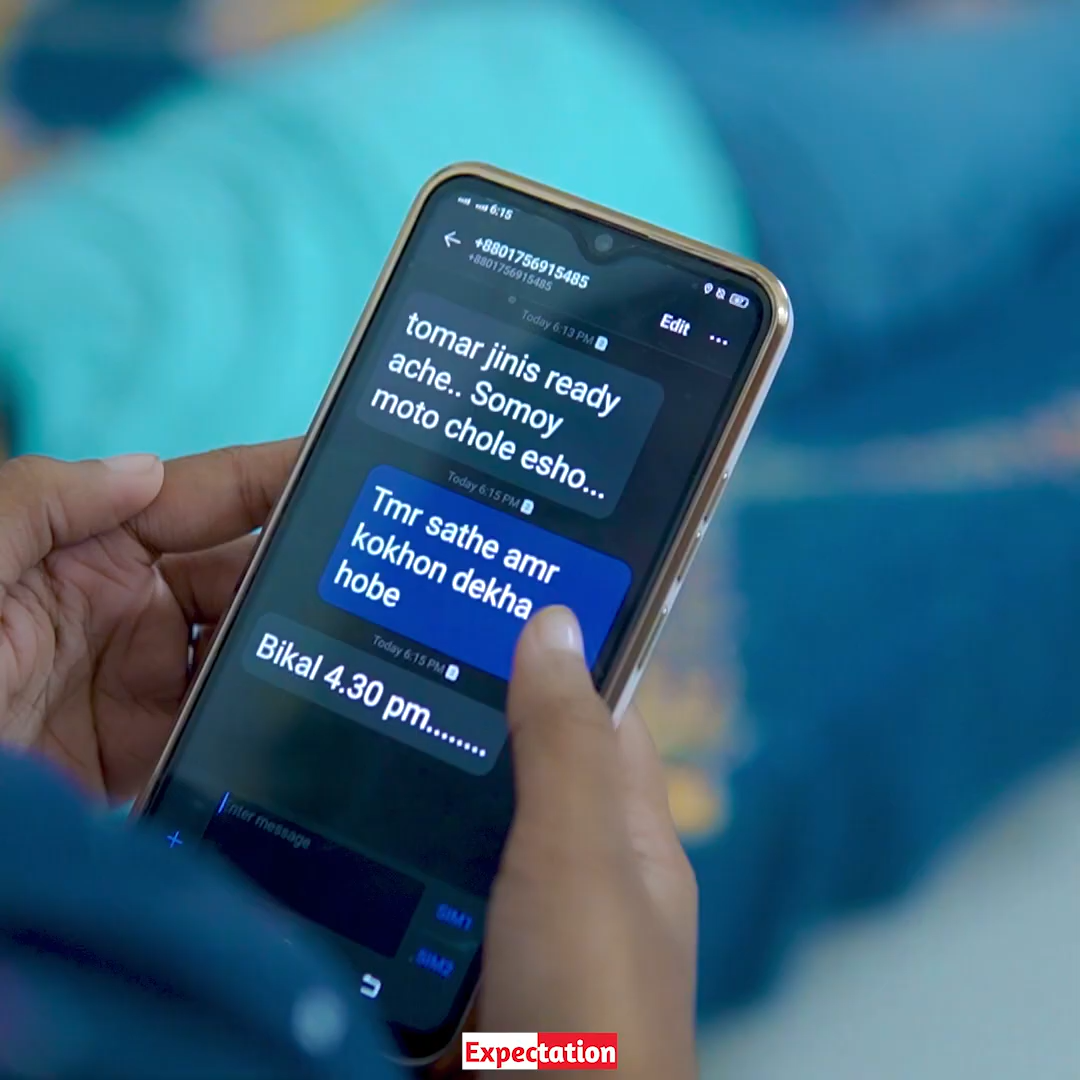 6:15
+8801756915485
+8801756915485
Edit
Today 6:13 PM
tomar jinis ready
ache.. Somoy
moto chole esho...
Today 6:15 PM
Tmr sathe amr
kokhon dekha
hobe
Today 6:15 PM
Bikal 4.30 pm........
Enter message
SIM1
SIM2
Expectation